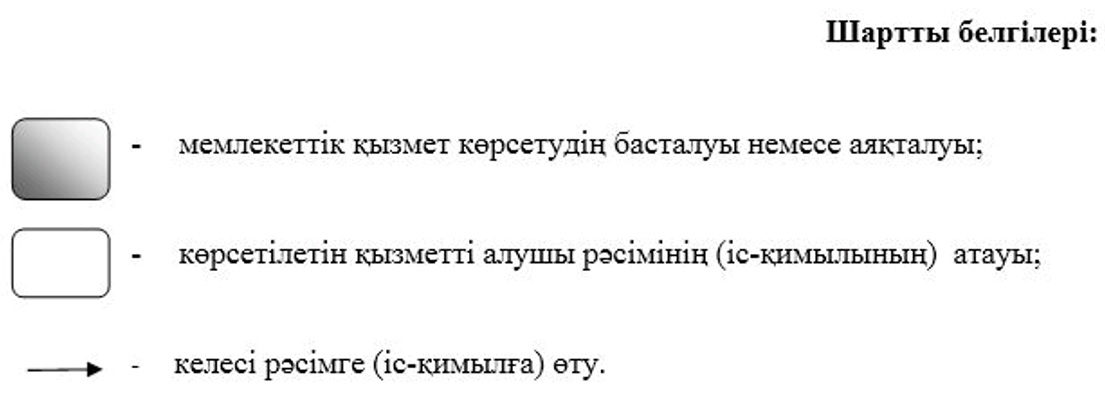 Шартты белгілері:
- мемлекеттік қызмет көрсетудің басталуы немесе аяқталуы;
- көрсетілетін қызметті алушы рәсімінің (іс-қимылының) атауы;
- келесі рәсімге (іс-қимылға) өту.